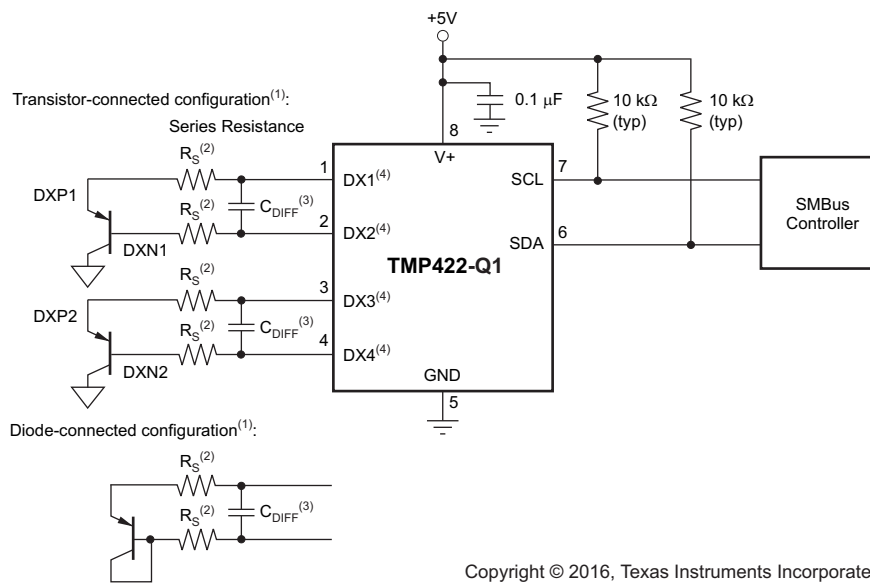 +5V
Transistor-connected configuration(1):
0.1 μF
10 kΩ
(typ)
10 kΩ
(typ)
Series Resistance
RS(2)
8
V+
1
DX1(4)
SCL
7
DXP1
CDIFF(3)
RS(2)
2
DX2(4)
SDA
6
SMBus
Controller
DXN1
TMP422-Q1
RS(2)
3
DX3(4)
DXP2
CDIFF(3)
RS(2)
4
DX4(4)
DXN2
GND
5
Diode-connected configuration(1):
RS(2)
CDIFF(3)
RS(2)
Copyright © 2016, Texas Instruments Incorporate